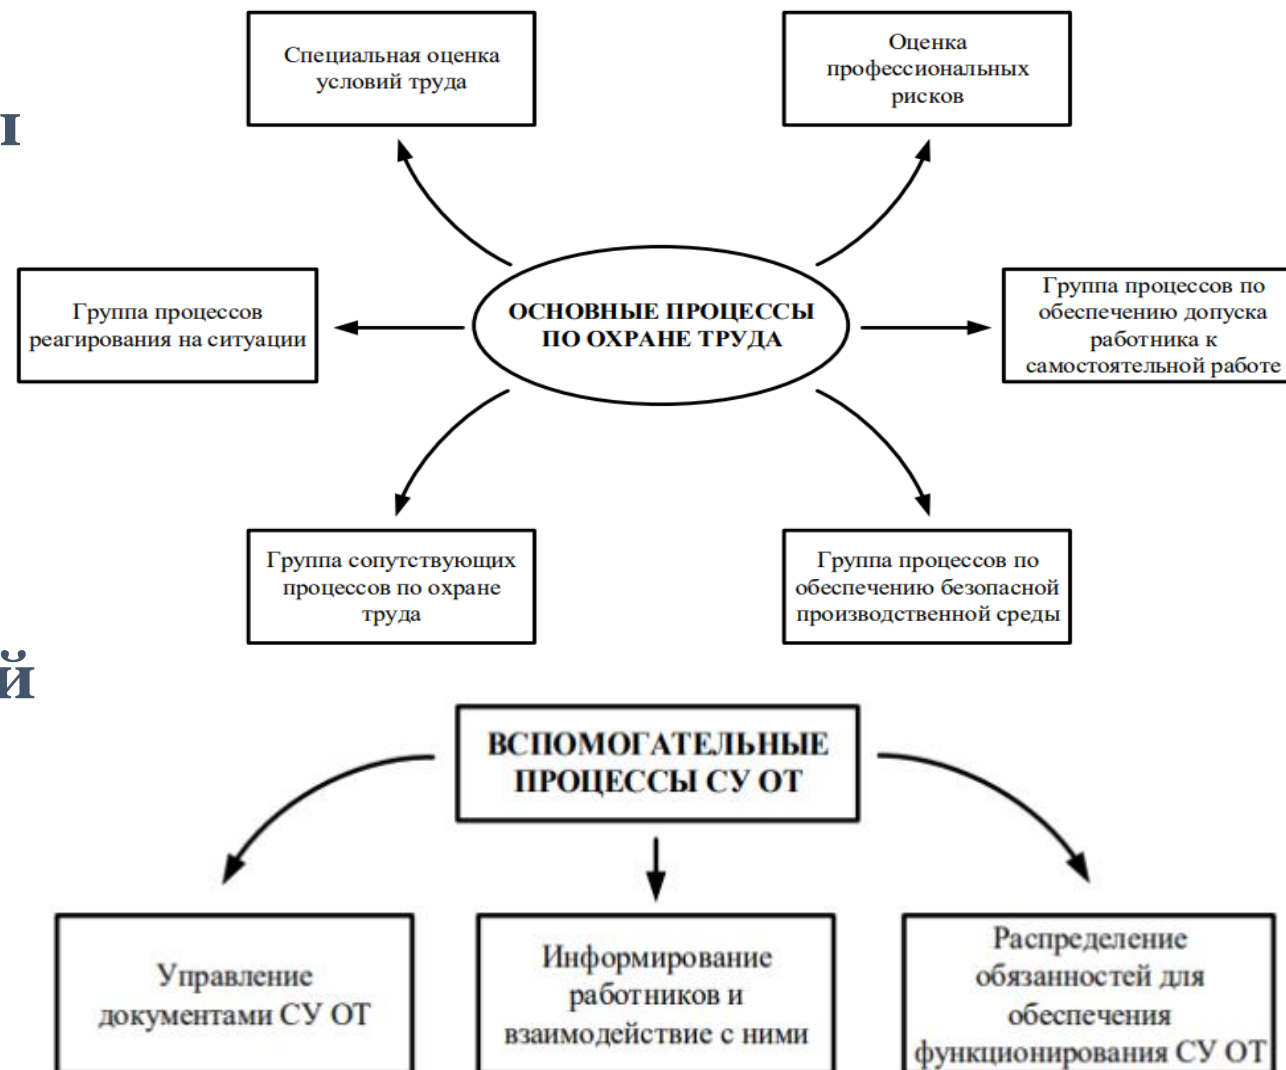 Специальная оценка
условий труда
Оценка
профессиональных
рисков
ы
Группа процессов
реагирования на ситуации
ОСНОВНЫЕ ПРОЦЕССЫ
ПО ОХРАНЕ ТРУДА
Группа процессов по
обеспечению допуска
работника к
самостоятельной работе
Группа сопутствующих
процессов по охране
труда
Группа процессов по
обеспечению безопасной
производственной среды
й
ВСПОМОГАТЕЛЬНЫЕ
ПРОЦЕССЫ СУ ОТ
Управление
документами СУ ОТ
Информирование
работников и
взаимодействие с ними
Распределение
обязанностей для
обеспечения
функционирования СУ ОТ